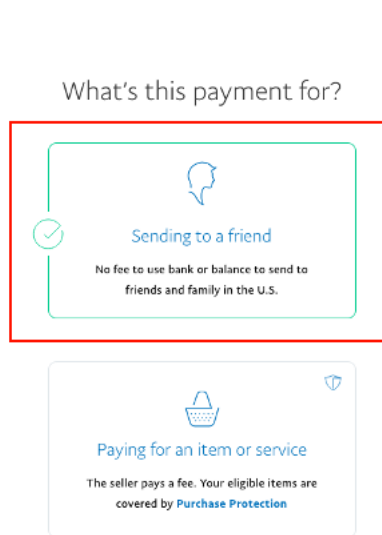 What's this payment for?
Sending to a friend
No fee to use bank or balance to send to
friends and family in the U.S.
Paying for an item or service
The seller pays a fee. Your eligible items are
covered by Purchase Protection